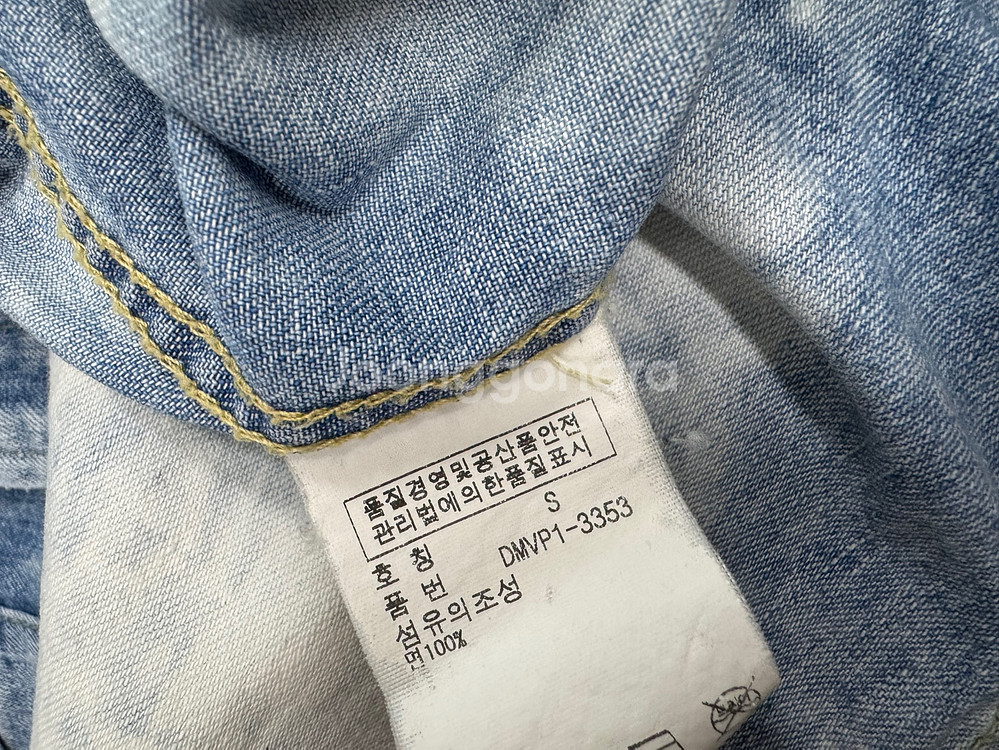 Joonggonara
품질경영및공산품안전
관리법에의한품질표시
호 칭 S
품 번 DMVP1-3353
섬유의조성
면100%